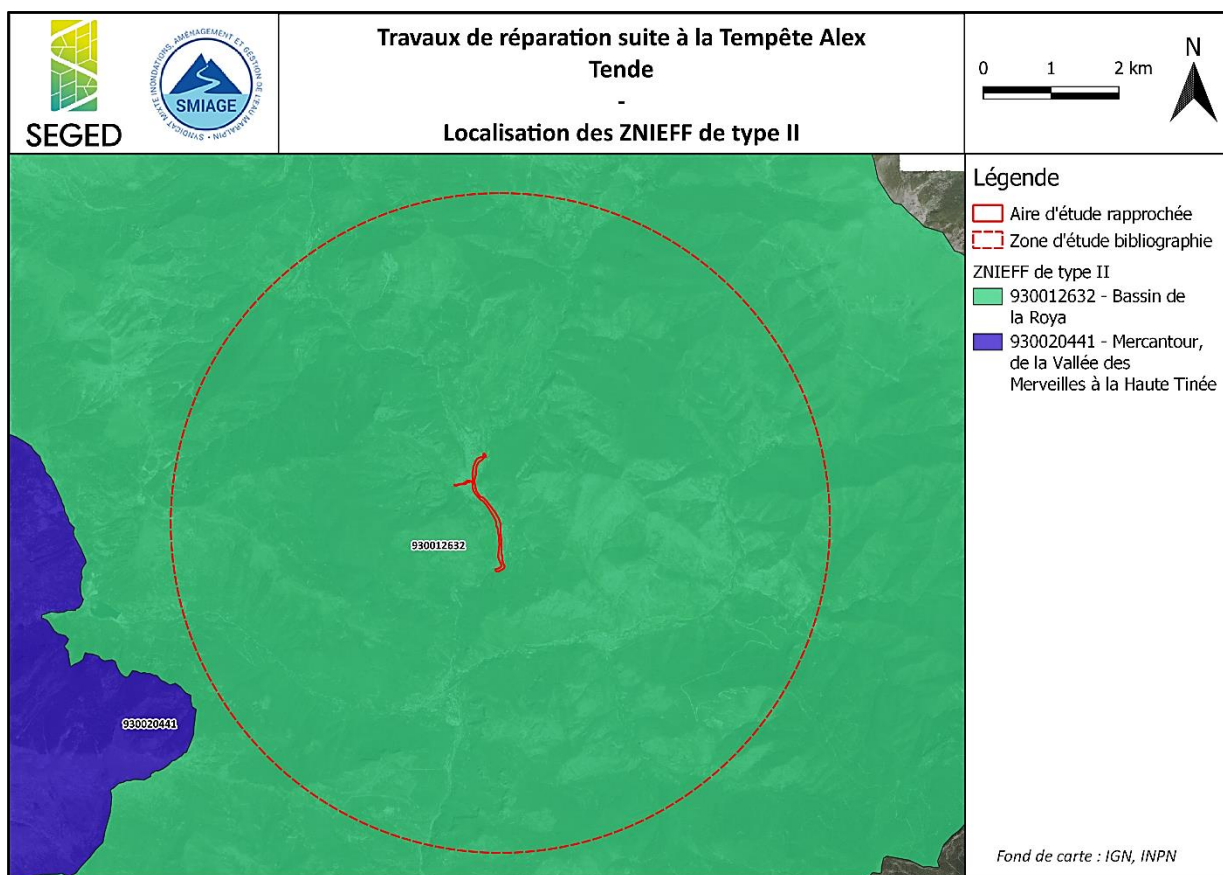 SEGED
SYNDICAT MIXTE INONDATIONS, AMÉNAGEMENT ET GESTION DE L'EAU MARALPIN
SMIAGE
Travaux de réparation suite à la Tempête Alex
Tende
-
Localisation des ZNIEFF de type II
0 1 2 km
N
Légende
Aire d'étude rapprochée
Zone d'étude bibliographie
ZNIEFF de type II
930012632 - Bassin de
la Roya
930020441 - Mercantour,
de la Vallée des
Merveilles à la Haute Tinée
930012632
930020441
Fond de carte : IGN, INPN